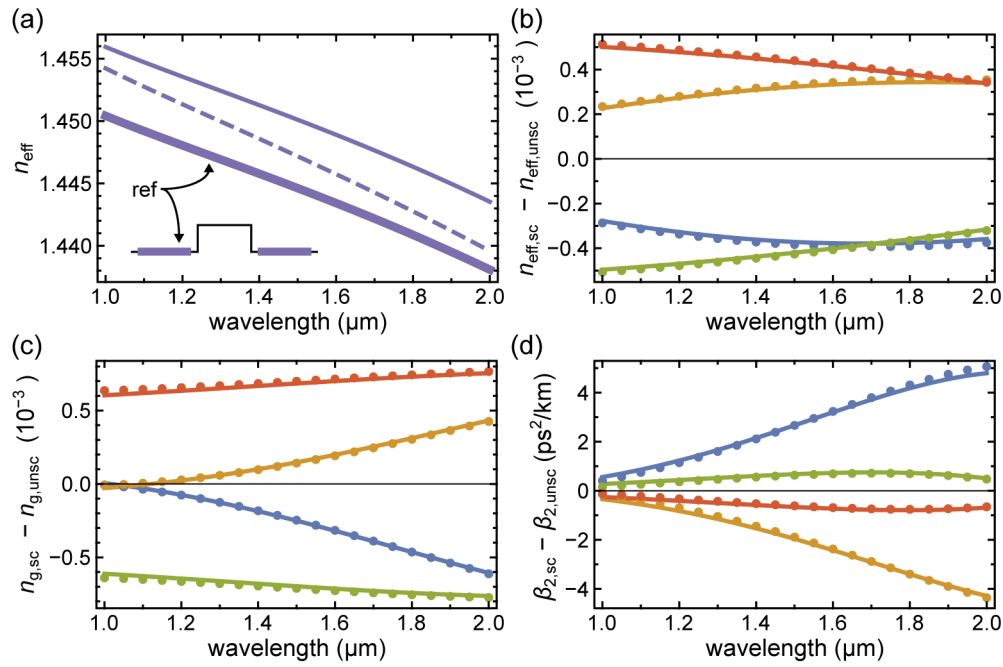 (a)
1.455
1.450
1.445
1.440
n_eff
ref
1.0 1.2 1.4 1.6 1.8 2.0
wavelength (µm)
(b)
0.4
0.2
0.0
−0.2
−0.4
n_eff,sc − n_eff,unsc (10⁻³)
1.0 1.2 1.4 1.6 1.8 2.0
wavelength (µm)
(c)
0.5
0.0
−0.5
n_g,sc − n_g,unsc (10⁻³)
1.0 1.2 1.4 1.6 1.8 2.0
wavelength (µm)
(d)
4
2
0
−2
−4
β_2,sc − β_2,unsc (ps²/km)
1.0 1.2 1.4 1.6 1.8 2.0
wavelength (µm)